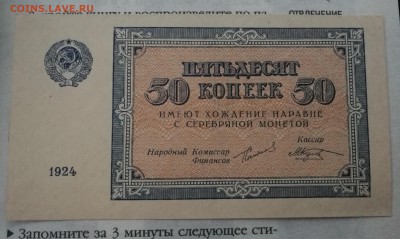 COINS.LAVE.RU
ОТВЛЕЧЕНИЕ
ПЯТЬДЕСЯТ
50 КОПЕЕК 50
ИМЕЮТ ХОЖДЕНИЕ НАРАВНЕ
С СЕРЕБРЯНОЙ МОНЕТОЙ
Кассир
Народный Комиссар
Финансов
1924
▸ Запомните за 3 минуты следующее сти-